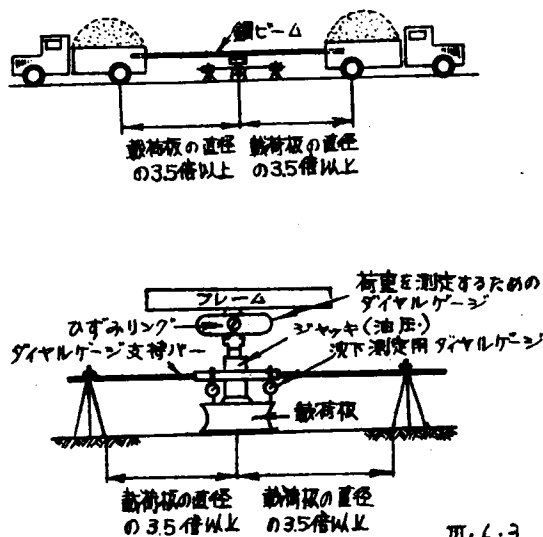 鋼ビーム
載荷板の直径
の3.5倍以上
載荷板の直径
の3.5倍以上
フレーム
荷重を測定するための
ダイヤルゲージ
ひずみリング
ジャッキ(油圧)
ダイヤルゲージ支持バー
沈下測定用ダイヤルゲージ
載荷板
載荷板の直径
の3.5倍以上
載荷板の直径
の3.5倍以上
III.6.3